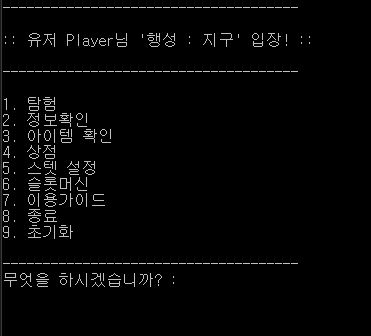 :: 유저 Player님 '행성 : 지구' 입장! ::
1. 탐험
2. 정보확인
3. 아이템 확인
4. 상점
5. 스텟 설정
6. 슬롯머신
7. 이용가이드
8. 종료
9. 초기화
무엇을 하시겠습니까? :